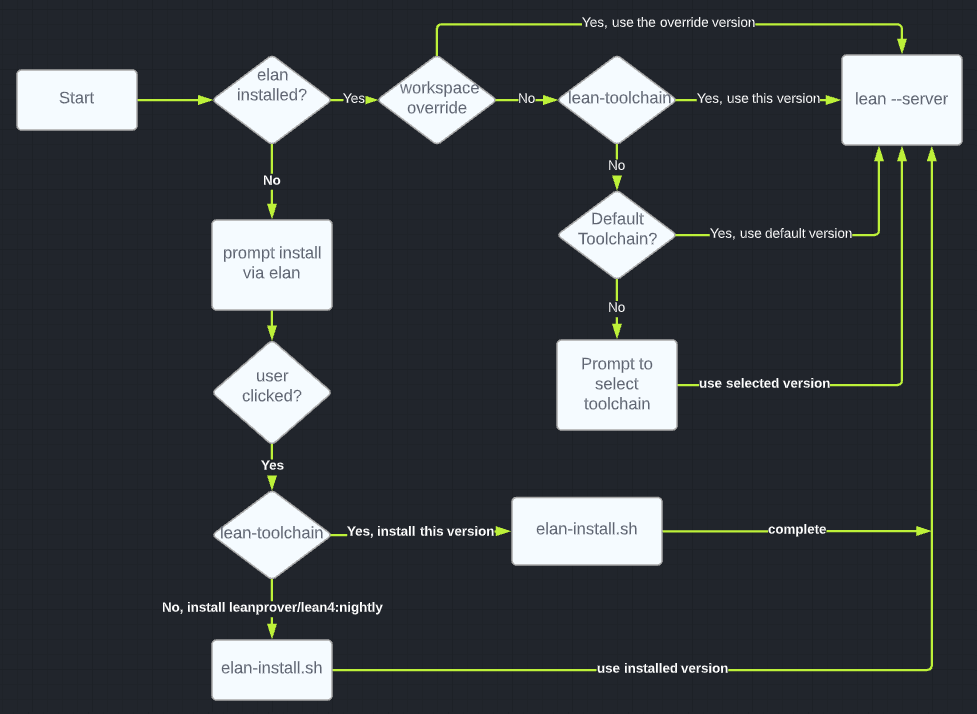 Yes, use the override version
Start
elan
installed?
Yes
workspace
override
No
lean-toolchain
Yes, use this version
lean --server
No
No
Default
Toolchain?
Yes, use default version
prompt install
via elan
No
user
clicked?
Prompt to
select
toolchain
use selected version
Yes
lean-toolchain
Yes, install this version
elan-install.sh
complete
No, install leanprover/lean4:nightly
elan-install.sh
use installed version